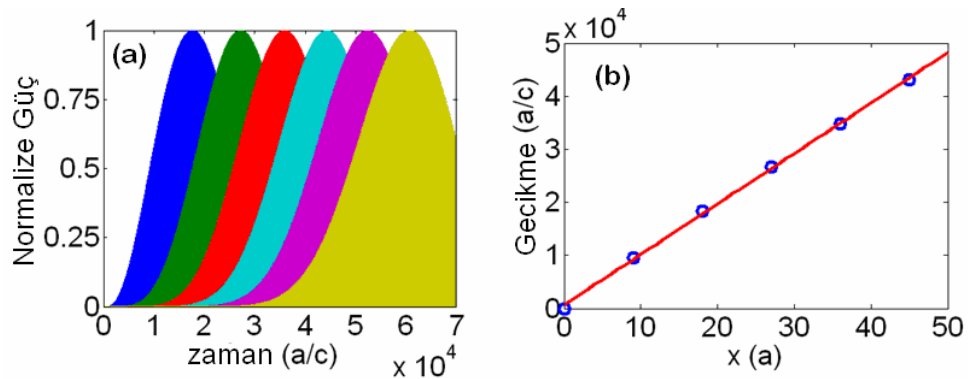 (a)
Normalize Güç
1
0.75
0.5
0.25
0
0 1 2 3 4 5 6 7
zaman (a/c)
x 10^4
x 10^4
(b)
Gecikme (a/c)
5
4
3
2
1
0
0 10 20 30 40 50
x (a)